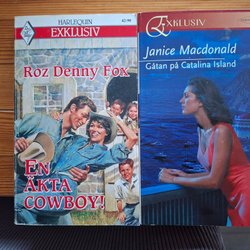 HARLEQUIN
EXKLUSIV
Roz Denny Fox
EN
ÄKTA
COWBOY!
EXKLUSIV
Janice Macdonald
Gåtan på Catalina Island